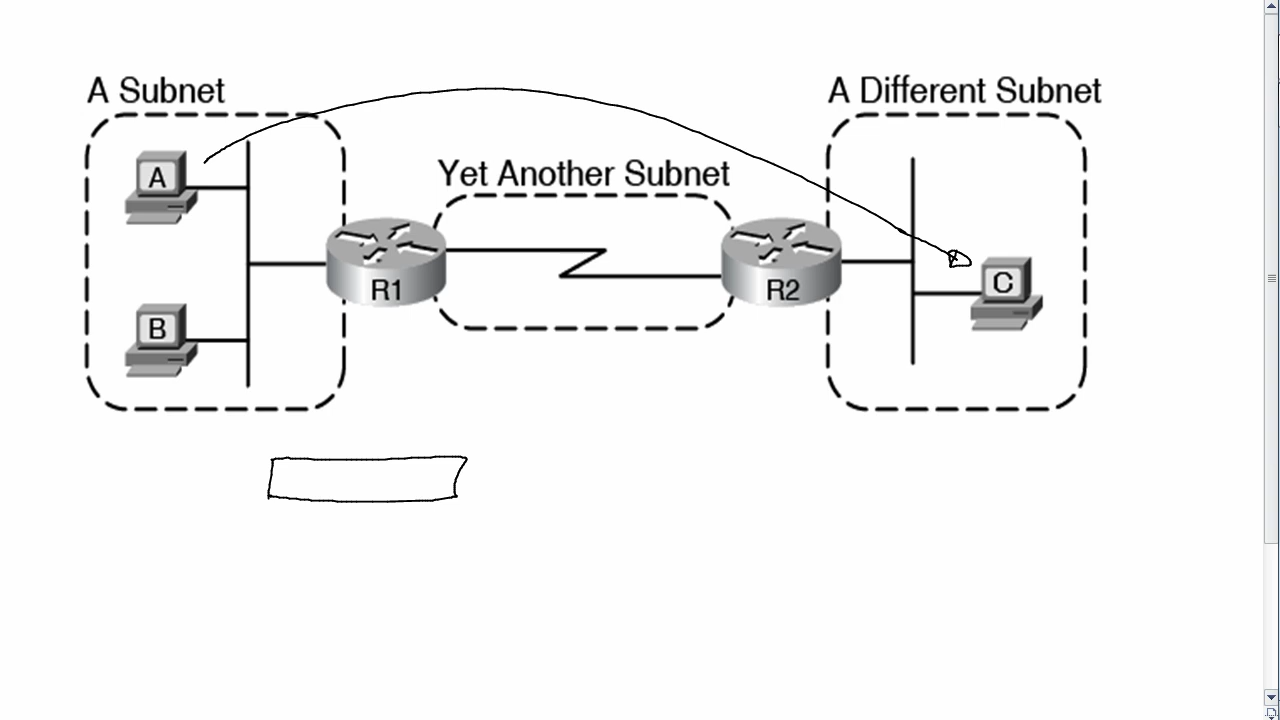 A Subnet
A Different Subnet
Yet Another Subnet
A
R1
R2
C
B